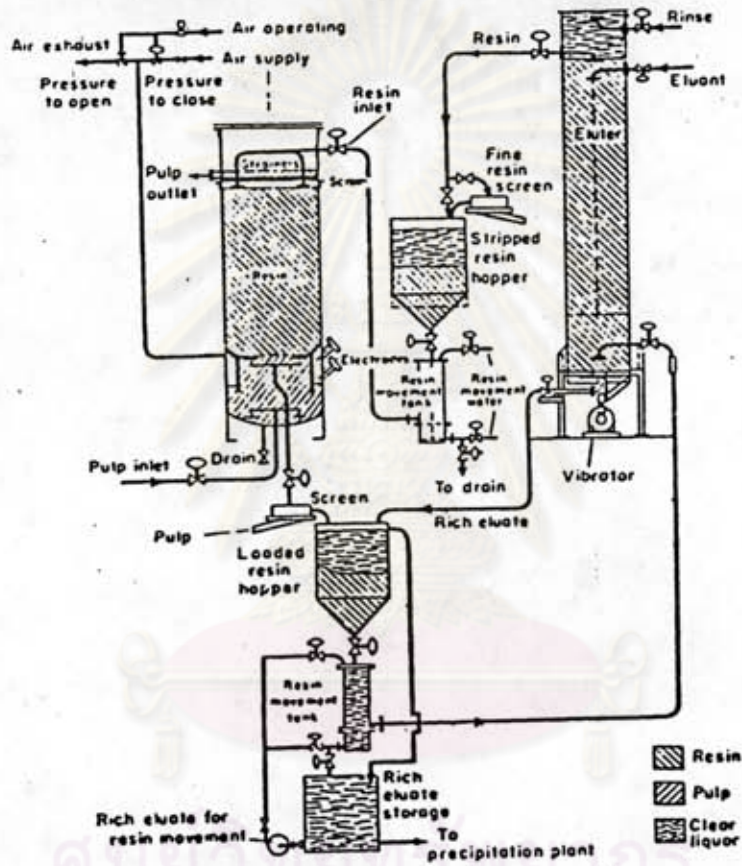 Air operating
Air exhaust
Air supply
Pressure
to open
Pressure
to close
Resin
inlet
Resin
Rinse
Eluant
Eluter
Strainers
Screen
Pulp
outlet
Fine
resin
screen
Stripped
resin
hopper
Resin
Electrodes
Resin
movement
tank
Resin
movement
water
Drain
Pulp inlet
To drain
Vibrator
Screen
Rich eluate
Pulp
Loaded
resin
hopper
Resin
movement
tank
Resin
Pulp
Clear
liquor
Rich
eluate
storage
Rich eluate for
resin movement
To
precipitation plant